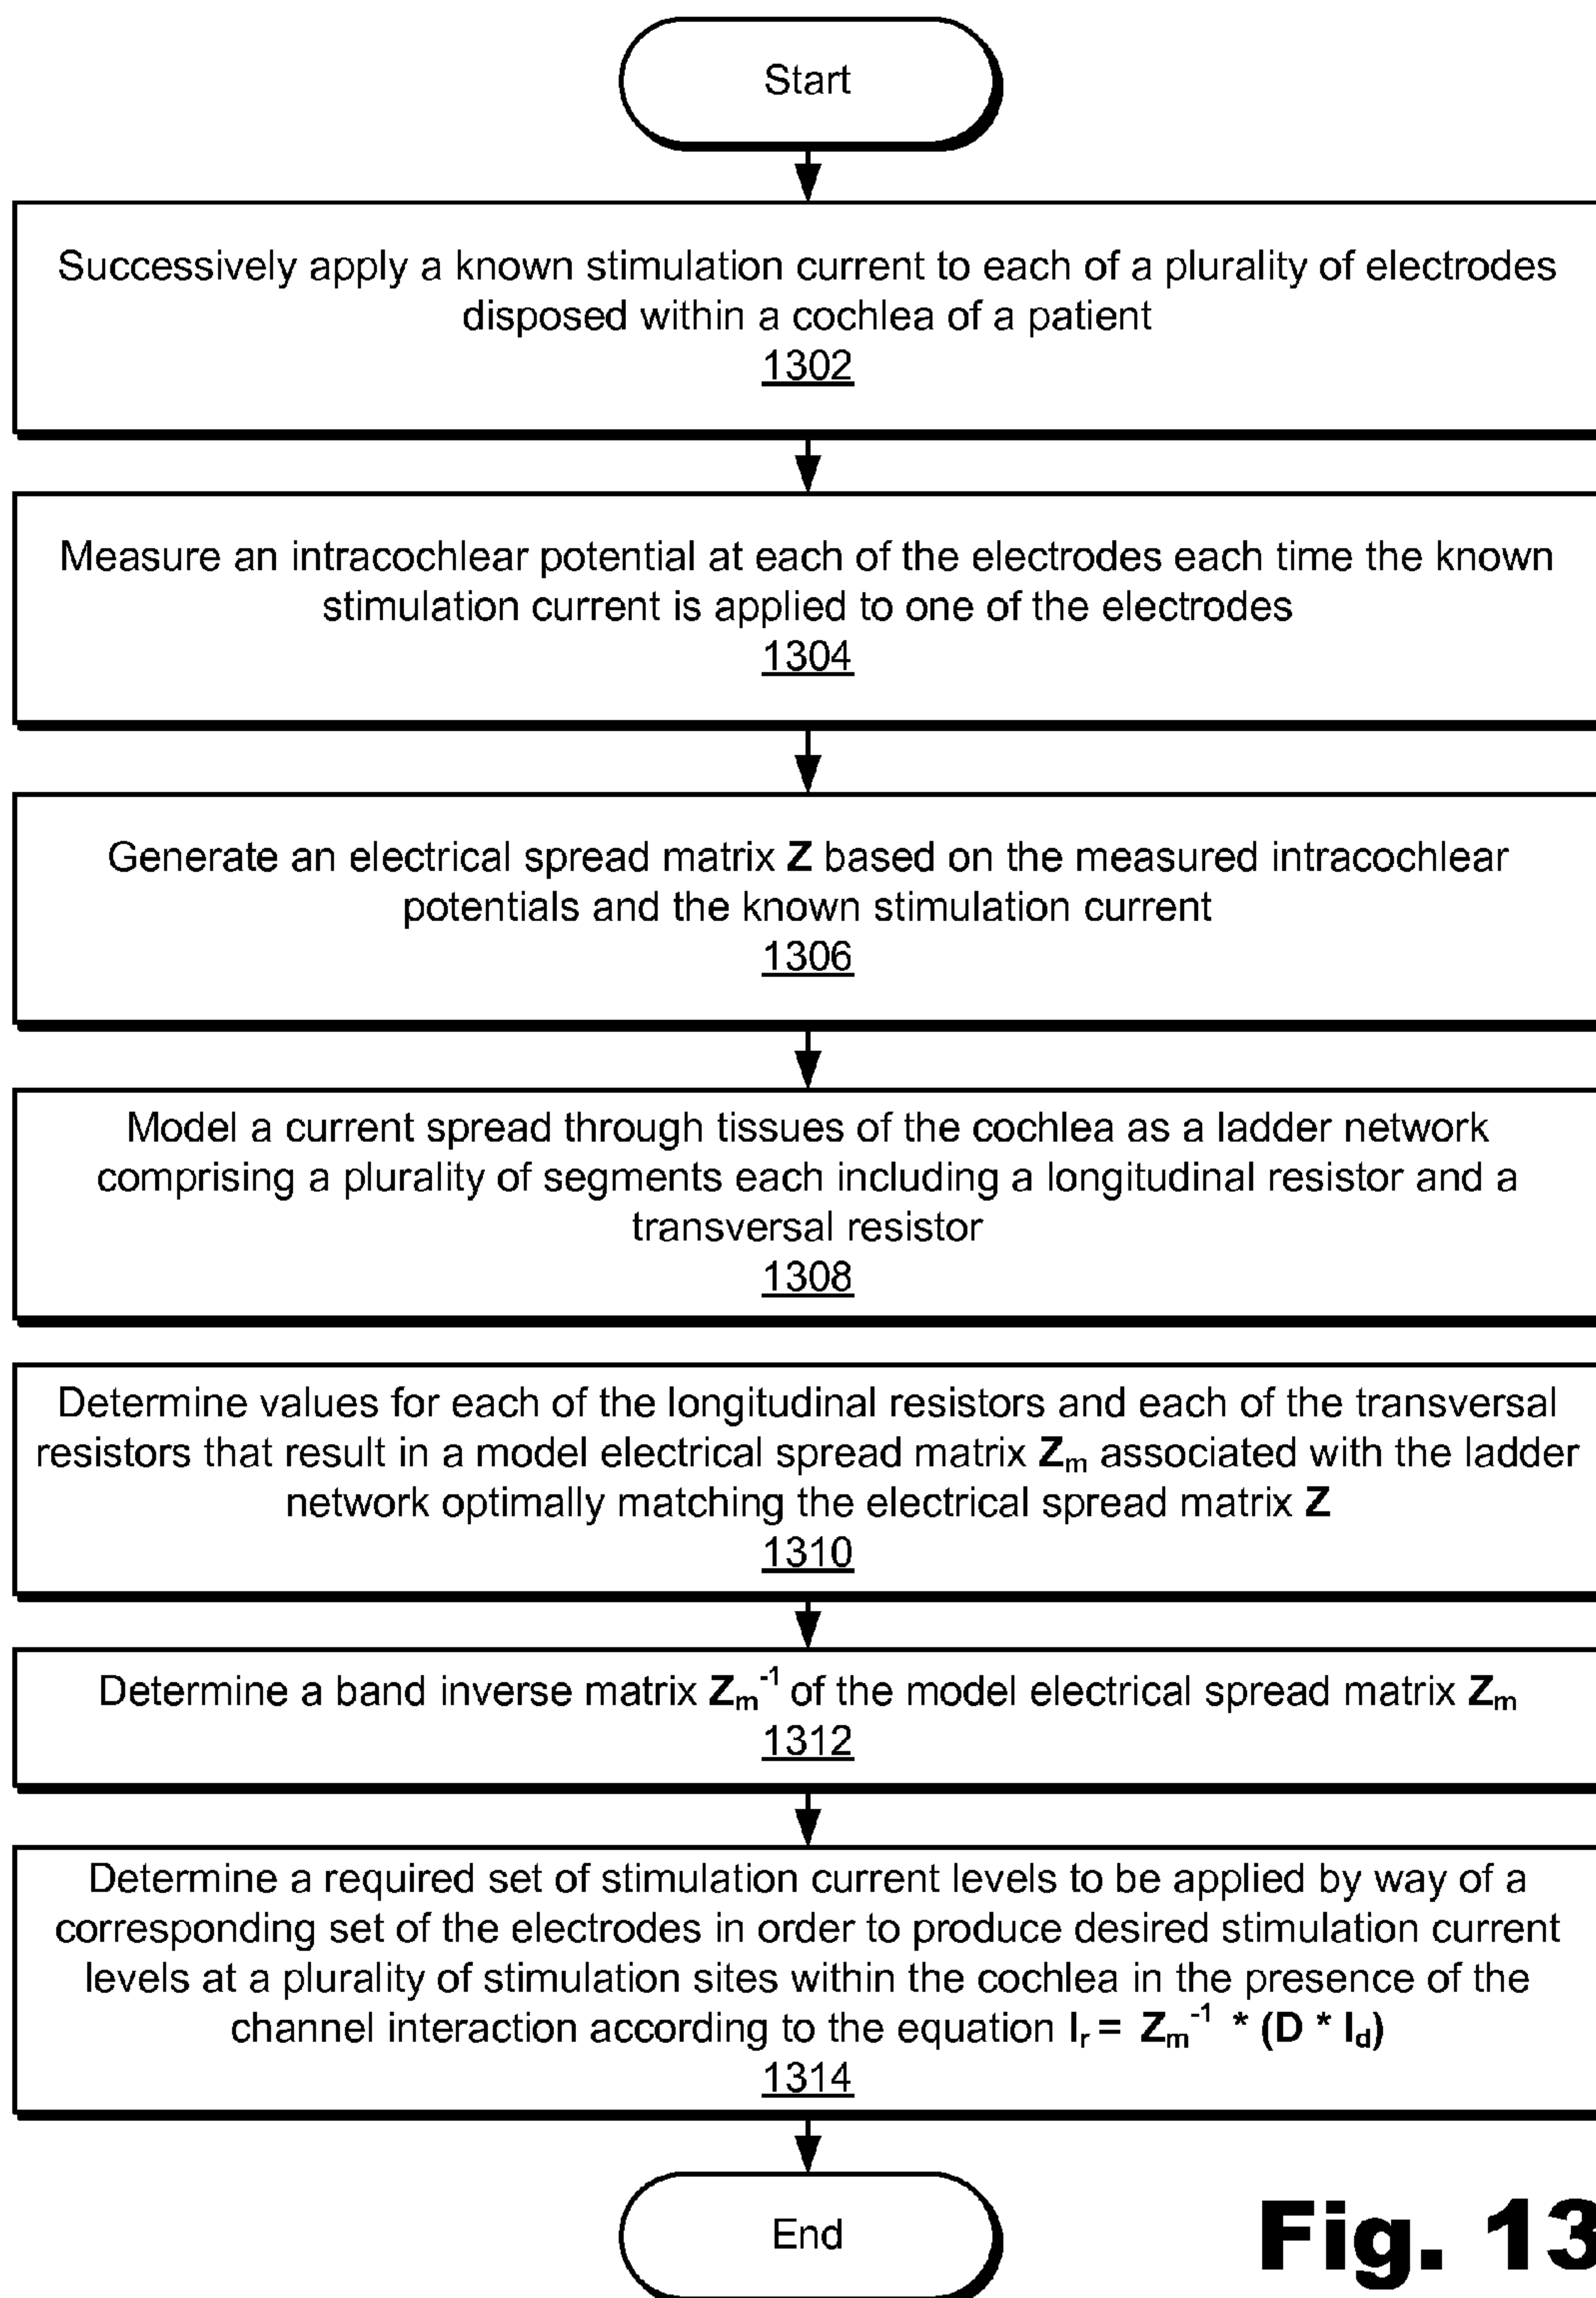 Start
Successively apply a known stimulation current to each of a plurality of electrodes
disposed within a cochlea of a patient
1302
Measure an intracochlear potential at each of the electrodes each time the known
stimulation current is applied to one of the electrodes
1304
Generate an electrical spread matrix Z based on the measured intracochlear
potentials and the known stimulation current
1306
Model a current spread through tissues of the cochlea as a ladder network
comprising a plurality of segments each including a longitudinal resistor and a
transversal resistor
1308
Determine values for each of the longitudinal resistors and each of the transversal
resistors that result in a model electrical spread matrix Zm associated with the ladder
network optimally matching the electrical spread matrix Z
1310
Determine a band inverse matrix Zm-1 of the model electrical spread matrix Zm
1312
Determine a required set of stimulation current levels to be applied by way of a
corresponding set of the electrodes in order to produce desired stimulation current
levels at a plurality of stimulation sites within the cochlea in the presence of the
channel interaction according to the equation Ir = Zm-1 * (D * Id)
1314
End
Fig. 13